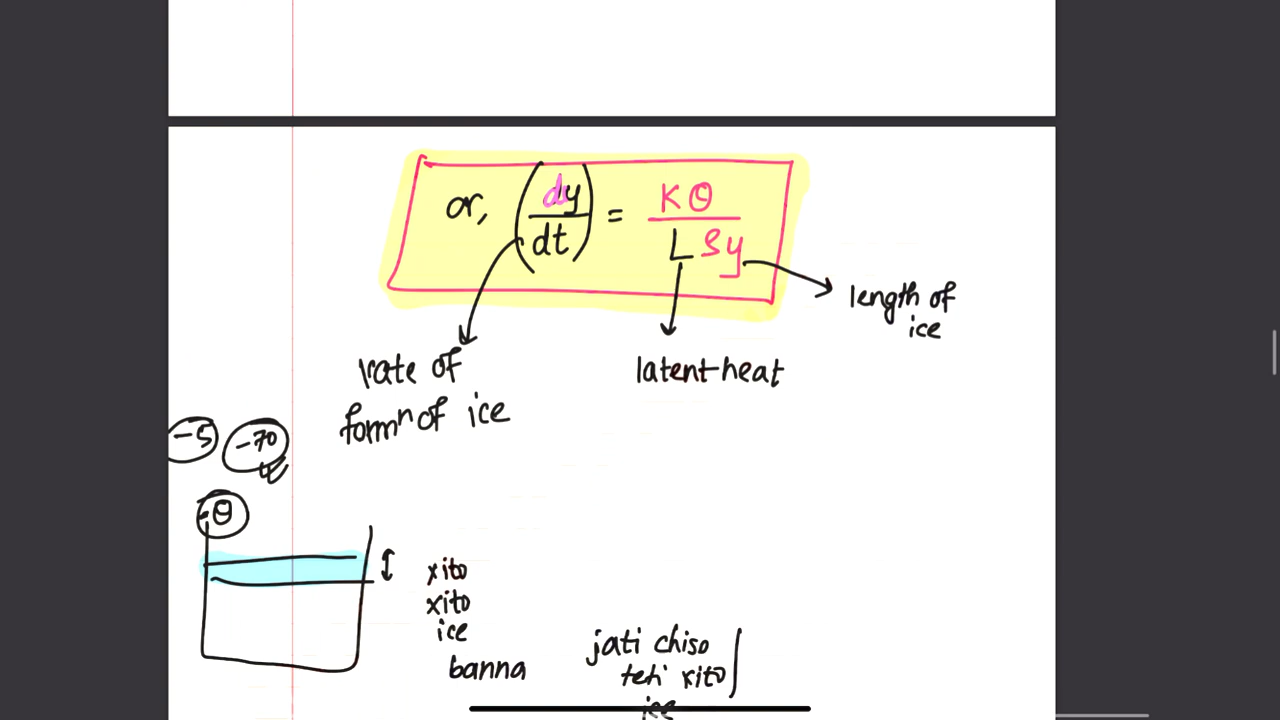 or, (dy/dt) = Kθ / Lρy
length of
ice
rate of
formⁿ of ice
latent heat
-5 -70
-θ
xito
xito
ice
banna
jati chiso
teti xito
ice